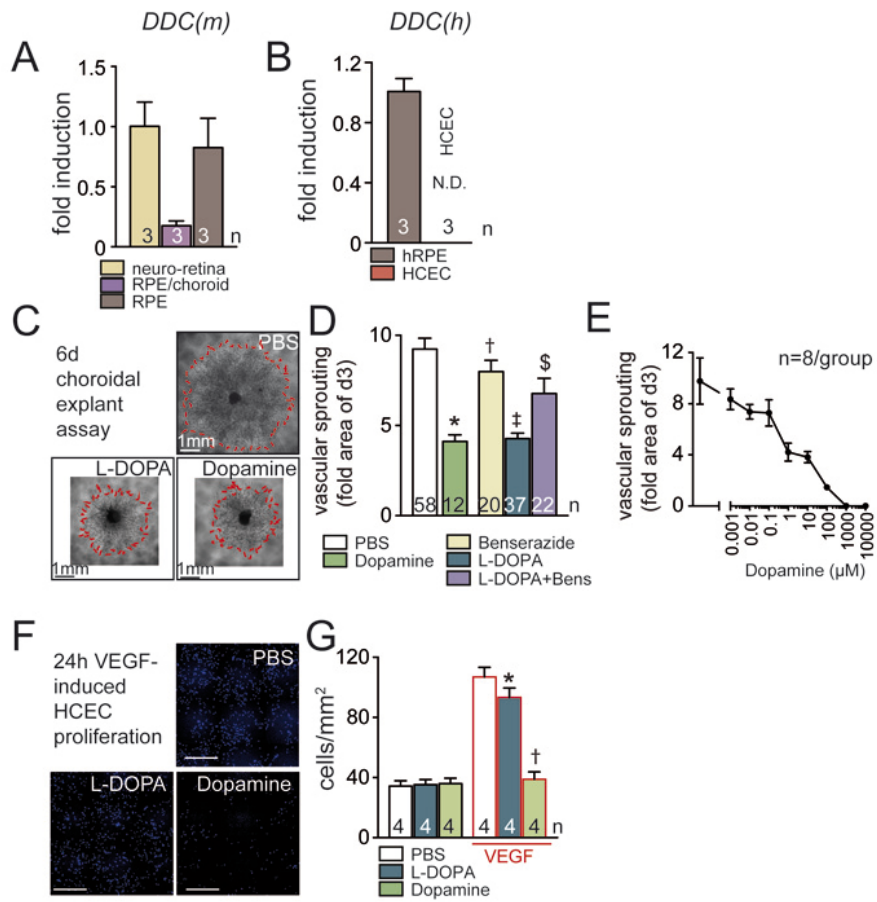 DDC(m)
DDC(h)
A
fold induction
1.5
1.0
0.5
0
3
3
3
n
neuro-retina
RPE/choroid
RPE
B
fold induction
1.2
0.8
0.4
0
3
HCEC
N.D.
3
n
hRPE
HCEC
C
6d
choroidal
explant
assay
PBS
1mm
L-DOPA
1mm
Dopamine
1mm
D
vascular sprouting
(fold area of d3)
10
5
0
*
†
‡
$
58
12
20
37
22
n
PBS
Dopamine
Benserazide
L-DOPA
L-DOPA+Bens
E
vascular sprouting
(fold area of d3)
12
8
4
0
n=8/group
0.001
0.01
0.1
1
10
100
1000
10000
Dopamine (µM)
F
24h VEGF-
induced
HCEC
proliferation
PBS
L-DOPA
Dopamine
G
cells/mm²
120
80
40
0
*
†
4
4
4
4
4
4
n
VEGF
PBS
L-DOPA
Dopamine